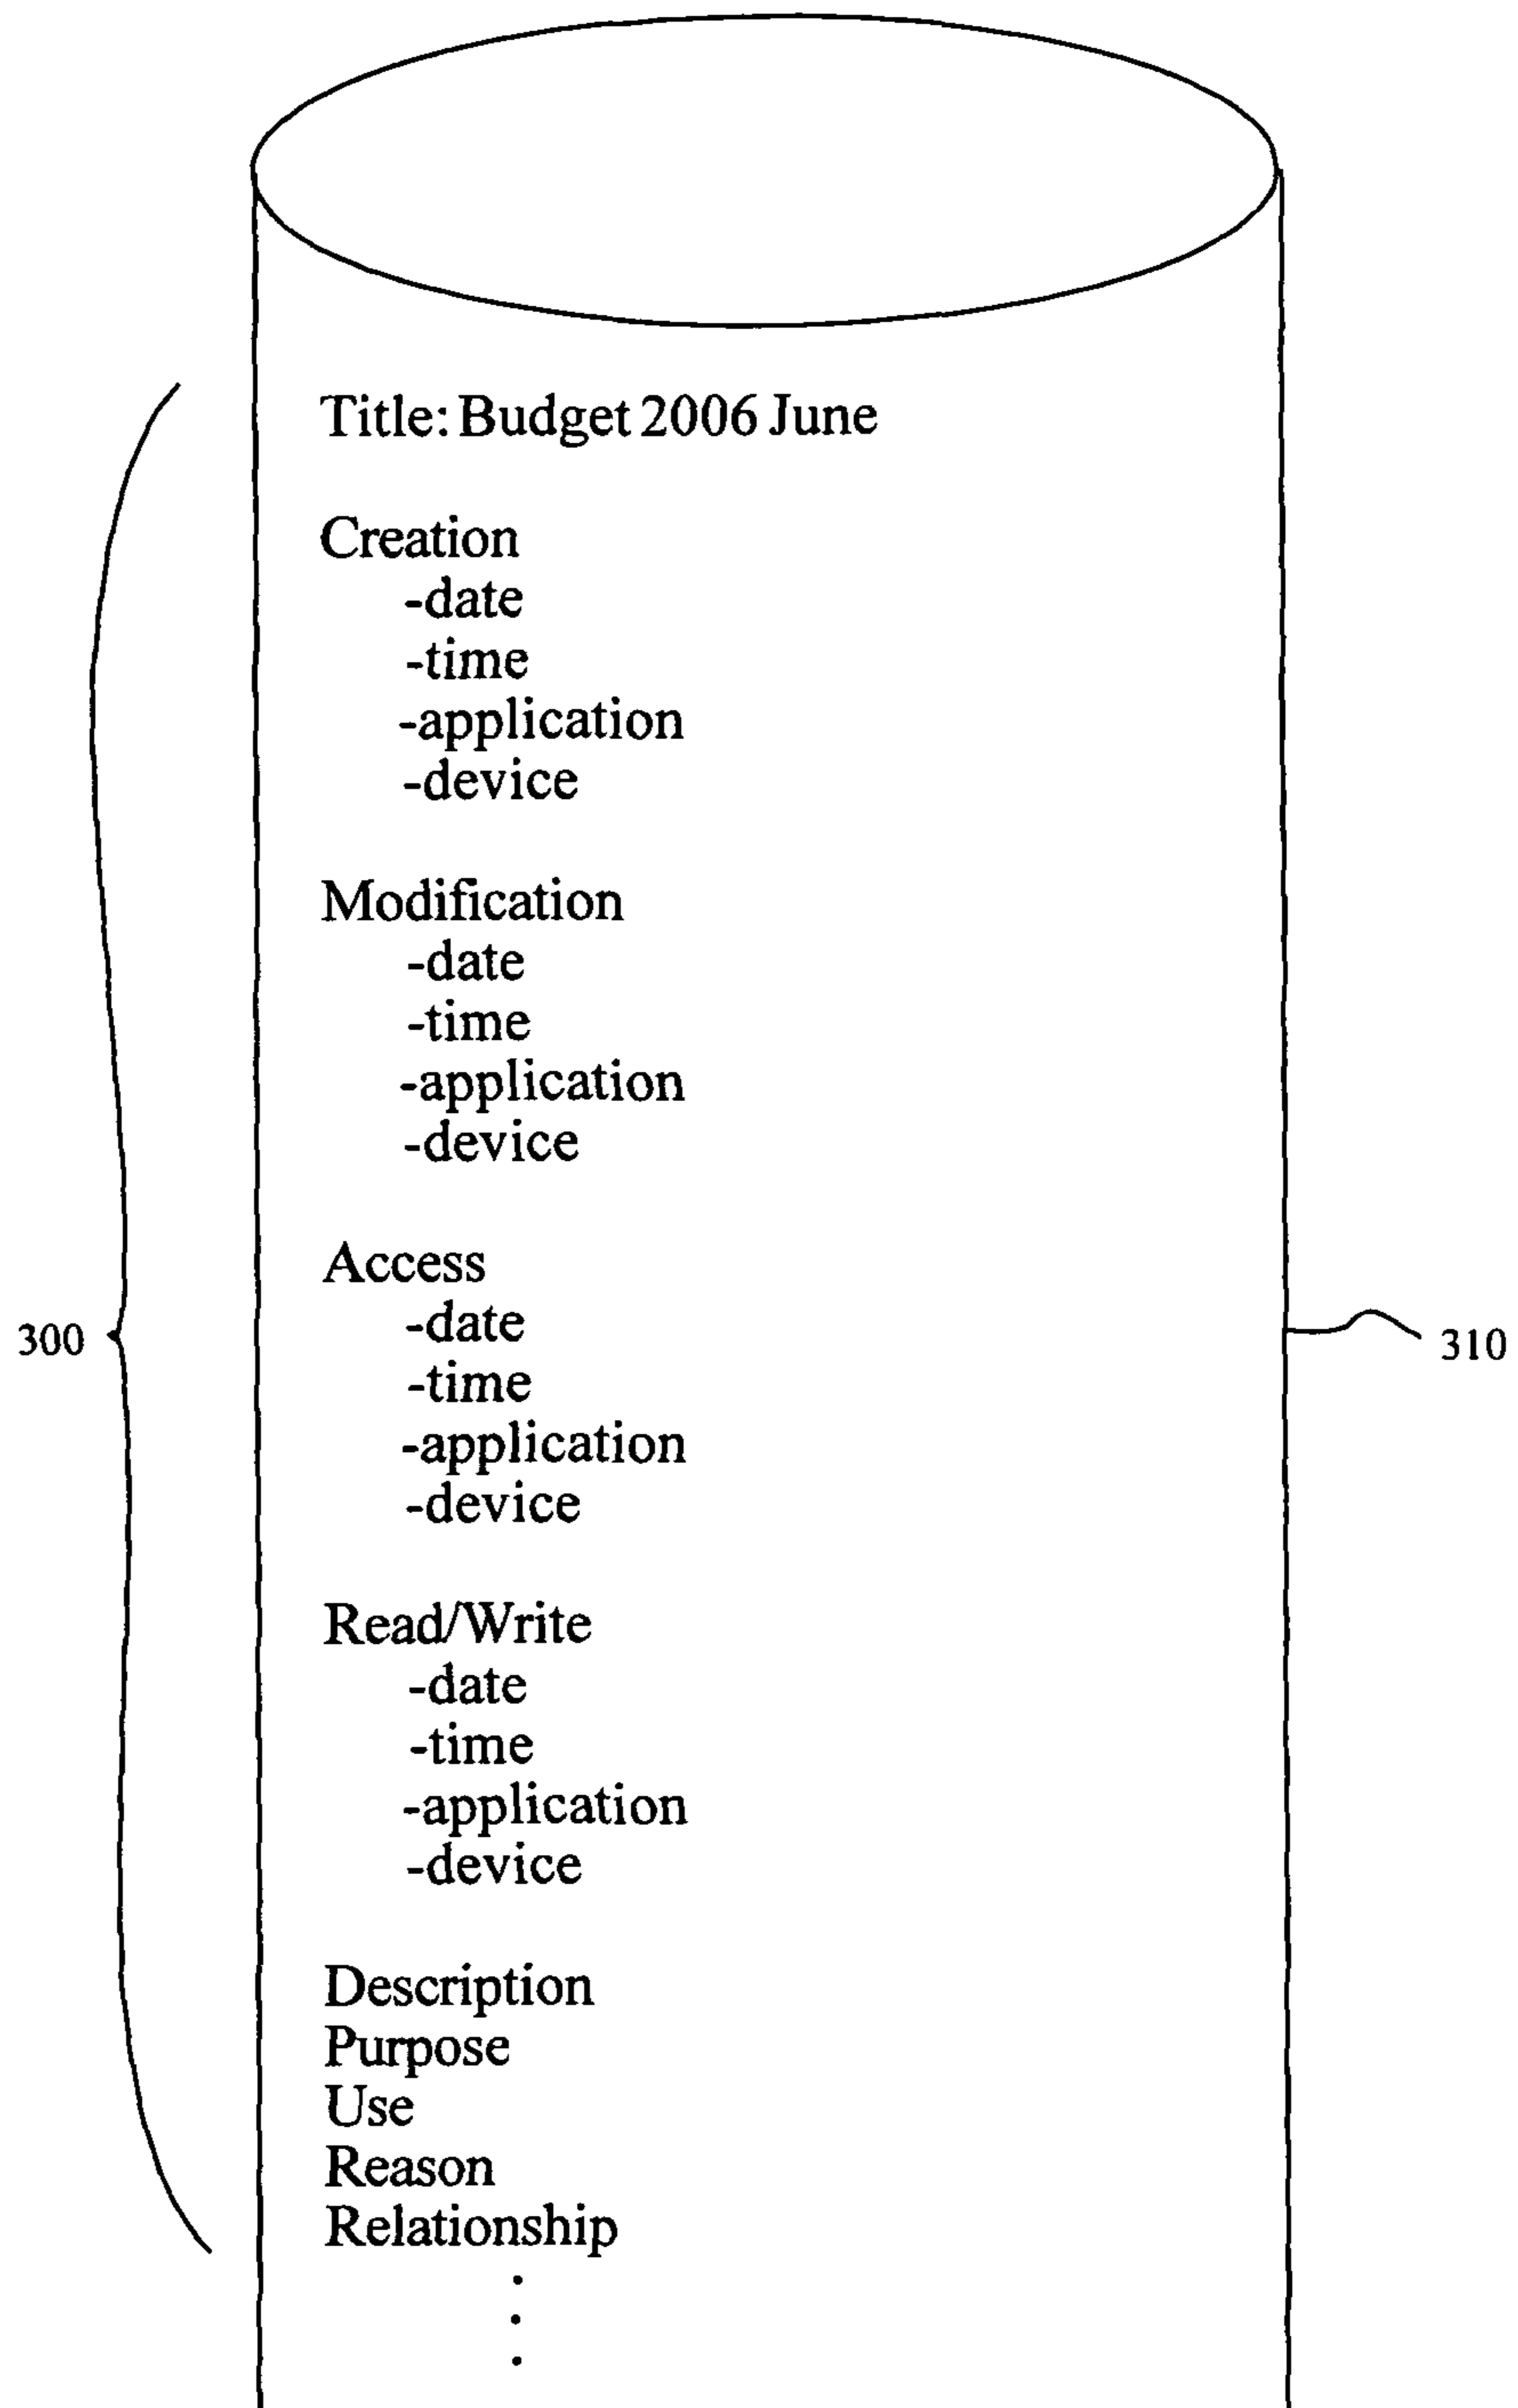 Title: Budget 2006 June
Creation
-date
-time
-application
-device
Modification
-date
-time
-application
-device
Access
-date
-time
-application
-device
300
310
Read/Write
-date
-time
-application
-device
Description
Purpose
Use
Reason
Relationship